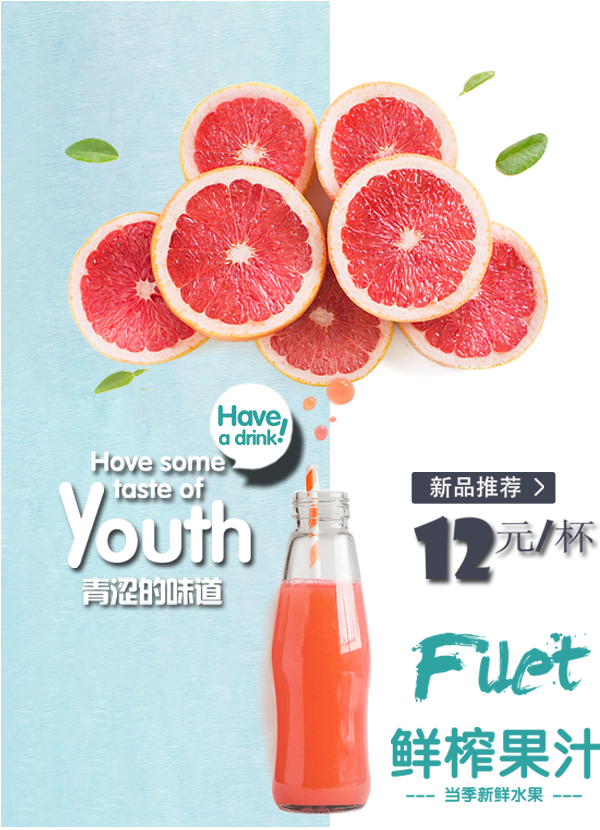 Have
a drink!
Hove some
taste of
Youth
青涩的味道
新品推荐 >
12元/杯
Fuet
鲜榨果汁
--- 当季新鲜水果 ---